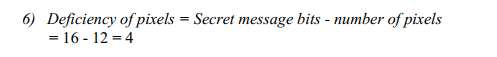 6) Deficiency of pixels = Secret message bits - number of pixels
= 16 - 12 = 4